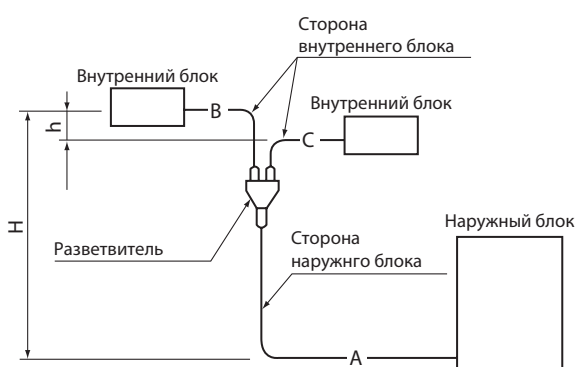 Сторона
внутреннего блока
Внутренний блок
B
h
Внутренний блок
C
H
Разветвитель
Сторона
наружнго блока
Наружный блок
A